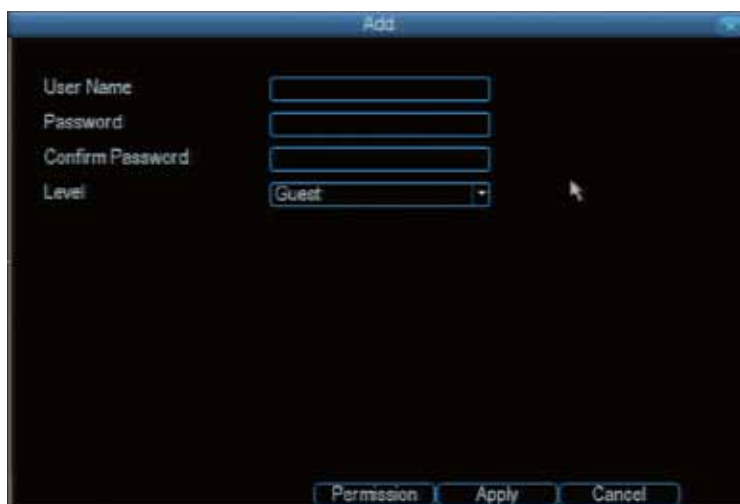 Add
User Name
Password
Confirm Password
Level Guest
Permission Apply Cancel